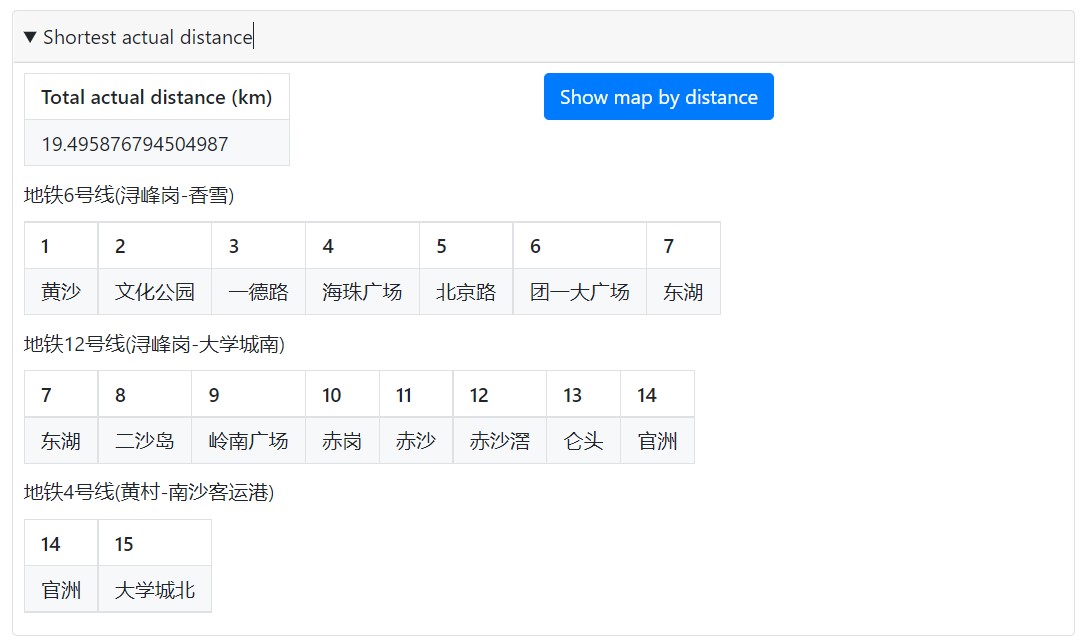 ▼ Shortest actual distance
Total actual distance (km)
Show map by distance
19.495876794504987
地铁6号线(浔峰岗-香雪)
1 2 3 4 5 6 7
黄沙 文化公园 一德路 海珠广场 北京路 团一大广场 东湖
地铁12号线(浔峰岗-大学城南)
7 8 9 10 11 12 13 14
东湖 二沙岛 岭南广场 赤岗 赤沙 赤沙滘 仑头 官洲
地铁4号线(黄村-南沙客运港)
14 15
官洲 大学城北